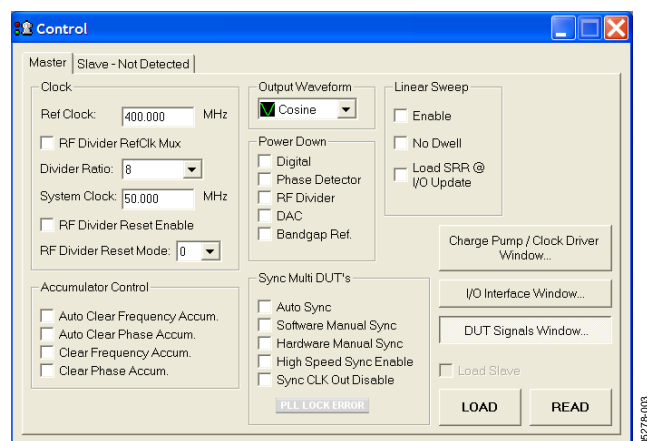 Control
Master
Slave - Not Detected
Clock
Ref Clock: 400.000 MHz
RF Divider RefClk Mux
Divider Ratio: 8
System Clock: 50.000 MHz
RF Divider Reset Enable
RF Divider Reset Mode: 0
Accumulator Control
Auto Clear Frequency Accum.
Auto Clear Phase Accum.
Clear Frequency Accum.
Clear Phase Accum.
Output Waveform
Cosine
Power Down
Digital
Phase Detector
RF Divider
DAC
Bandgap Ref.
Sync Multi DUT's
Auto Sync
Software Manual Sync
Hardware Manual Sync
High Speed Sync Enable
Sync CLK Out Disable
PLL LOCK ERROR
Linear Sweep
Enable
No Dwell
Load SRR @
I/O Update
Charge Pump / Clock Driver
Window...
I/O Interface Window...
DUT Signals Window...
Load Slave
LOAD
READ